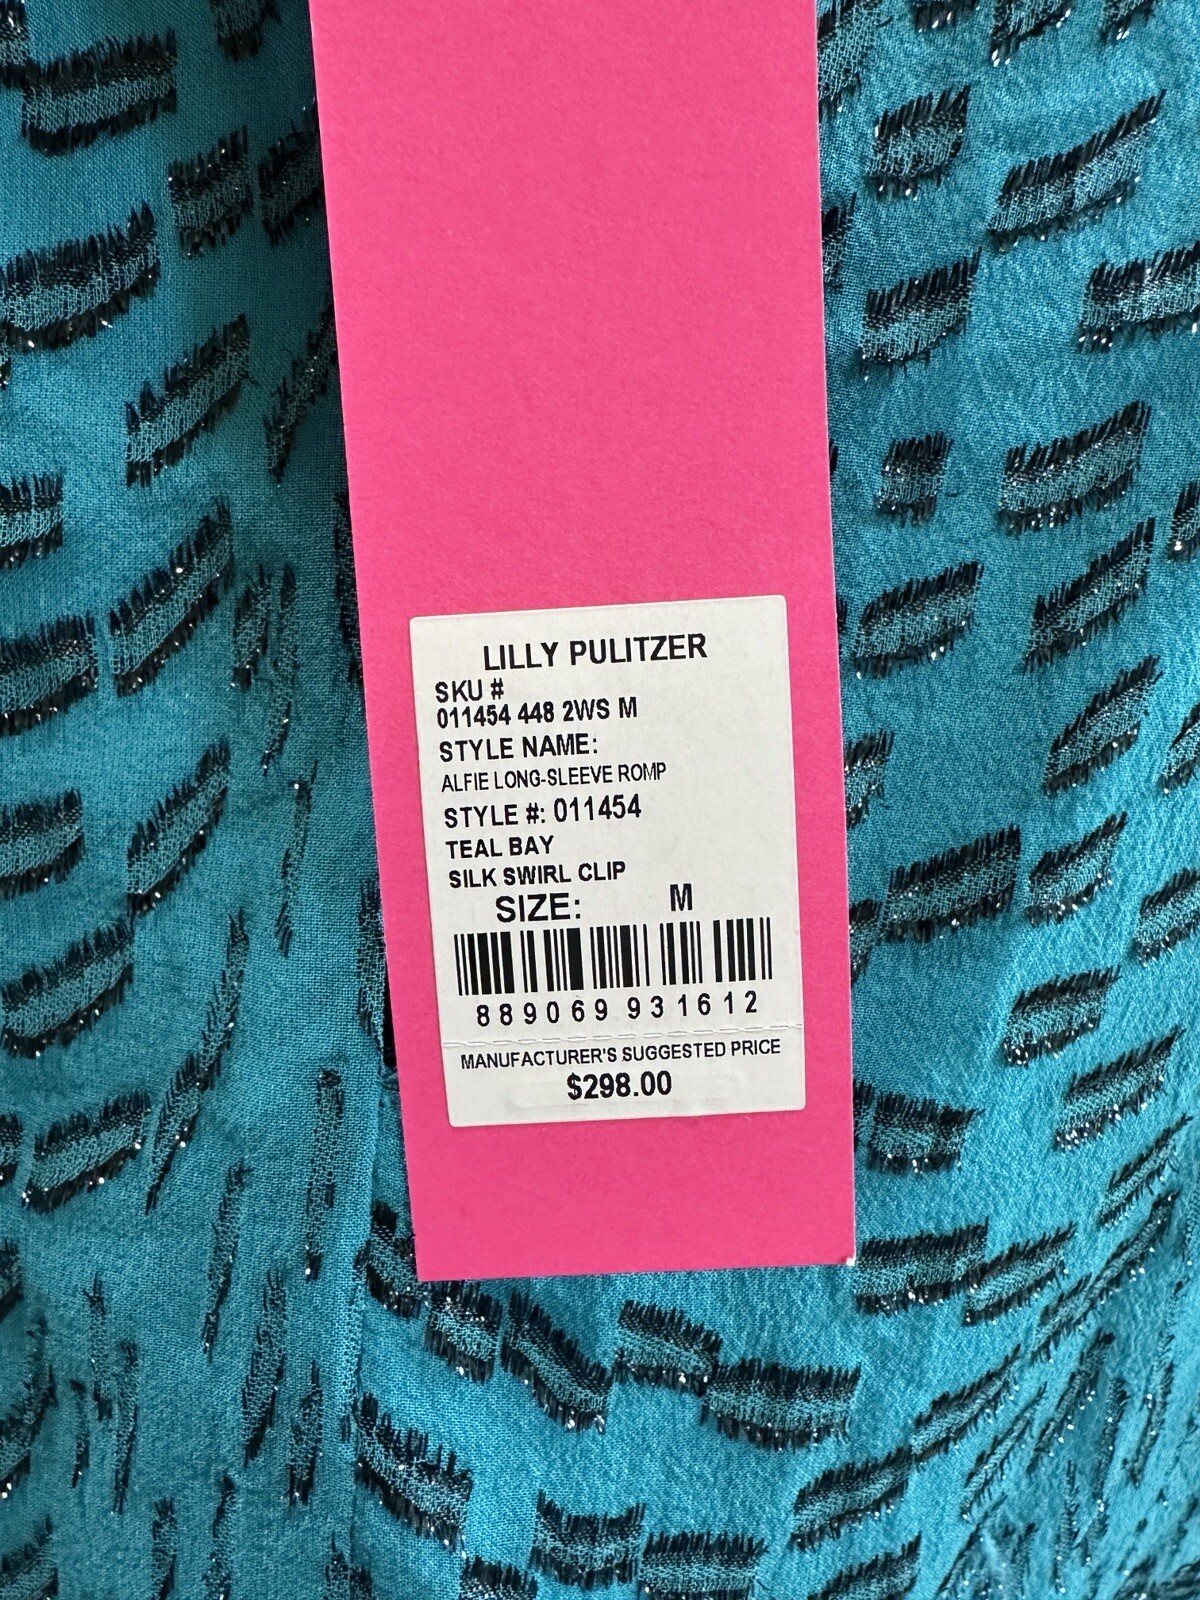 LILLY PULITZER
SKU #
011454 448 2WS M
STYLE NAME:
ALFIE LONG-SLEEVE ROMP
STYLE #: 011454
TEAL BAY
SILK SWIRL CLIP
SIZE: M
889069 931612
MANUFACTURER'S SUGGESTED PRICE
$298.00